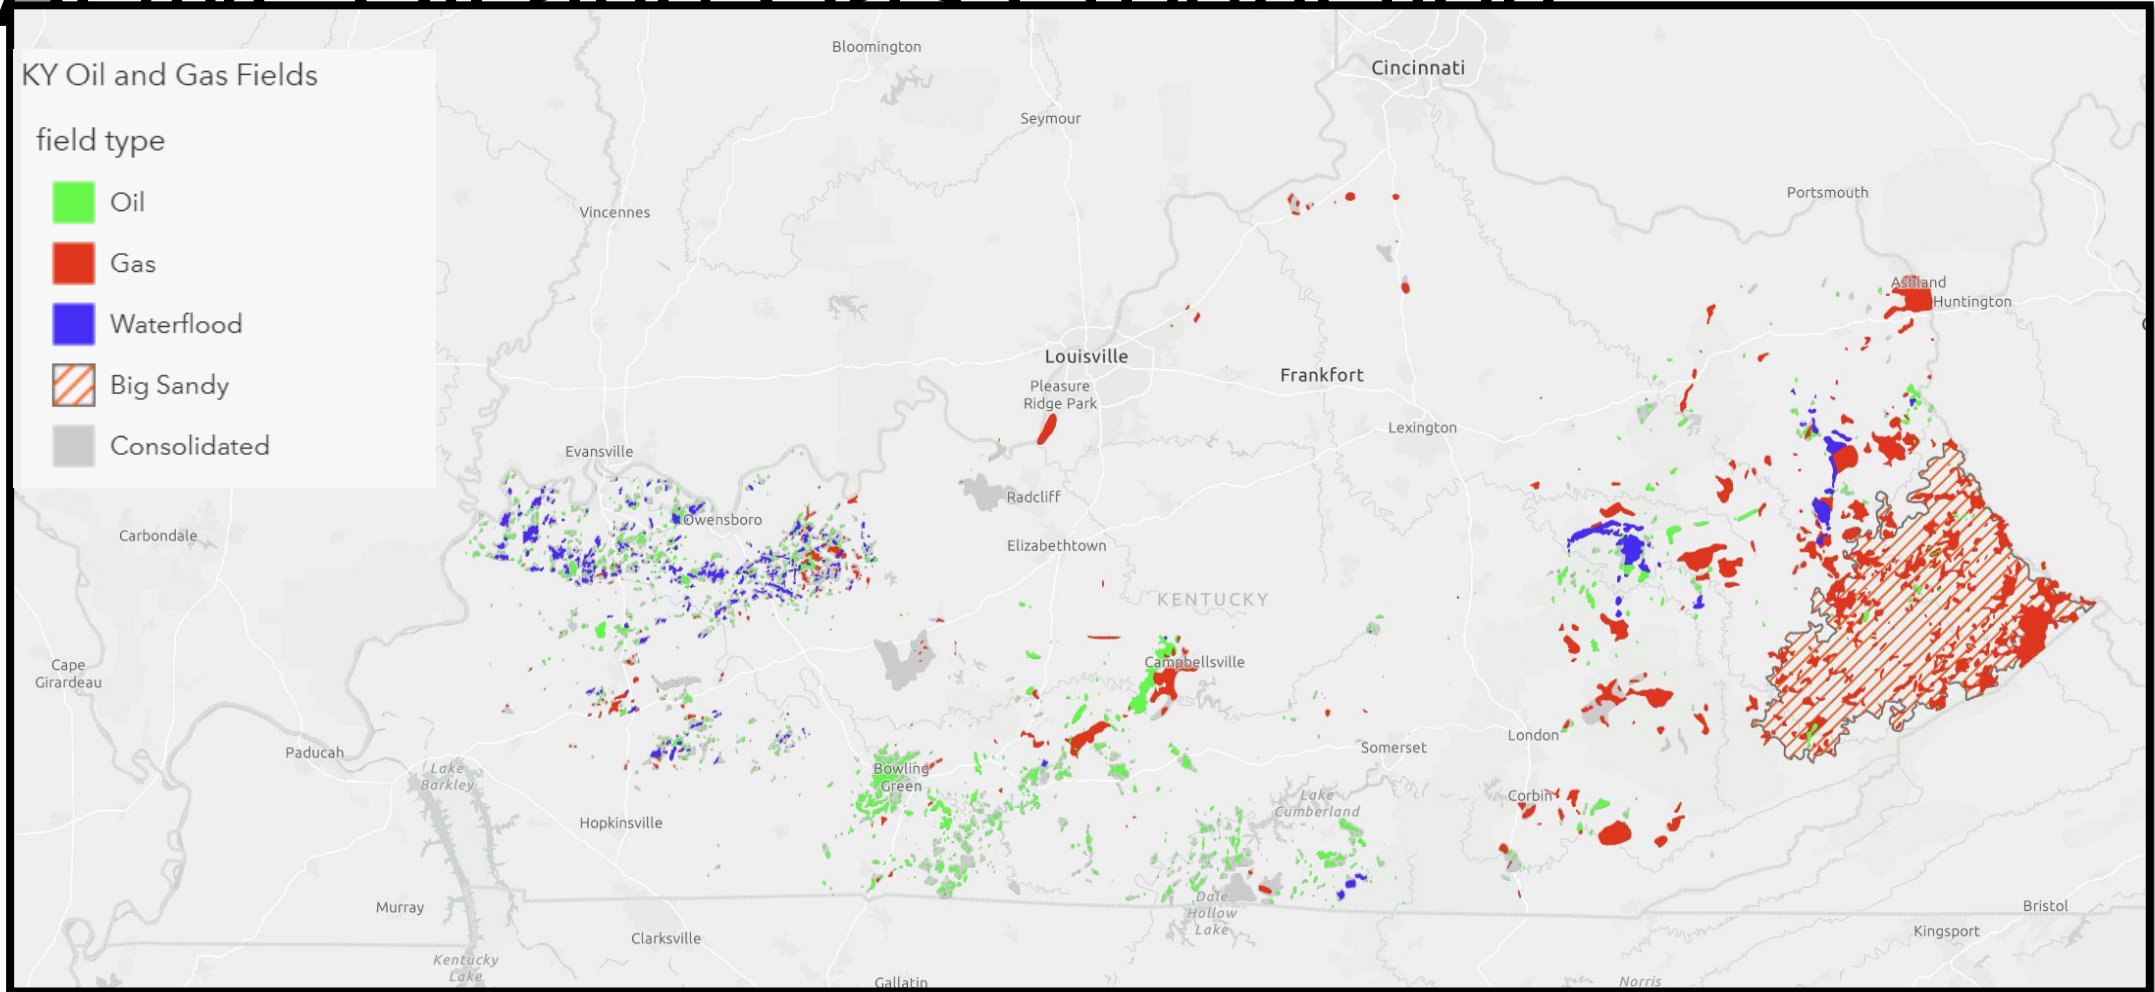 KY Oil and Gas Fields
field type
Oil
Gas
Waterflood
Big Sandy
Consolidated
Bloomington
Cincinnati
Seymour
Portsmouth
Vincennes
Ashland
Huntington
Louisville
Frankfort
Pleasure
Ridge Park
Lexington
Evansville
Radcliff
Owensboro
Carbondale
Elizabethtown
KENTUCKY
Campbellsville
Cape
Girardeau
London
Somerset
Paducah
Bowling
Green
Lake
Barkley
Corbin
Lake
Cumberland
Hopkinsville
Dale
Hollow
Lake
Murray
Bristol
Clarksville
Kingsport
Kentucky
Lake
Gallatin
Norris